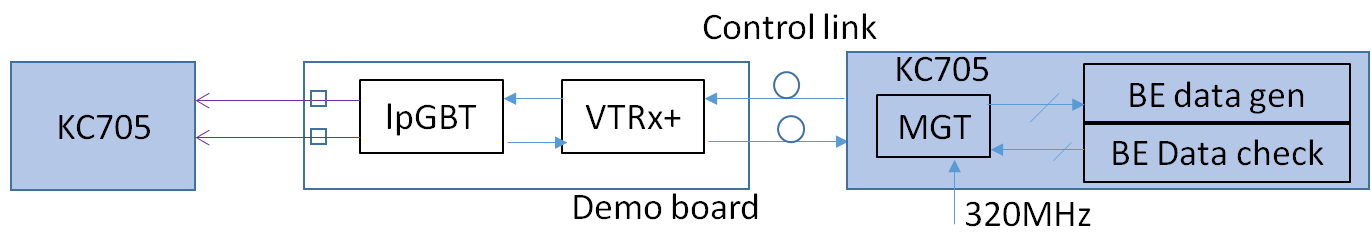 Control link
KC705
KC705
lpGBT
VTRx+
MGT
BE data gen
BE Data check
Demo board
320MHz